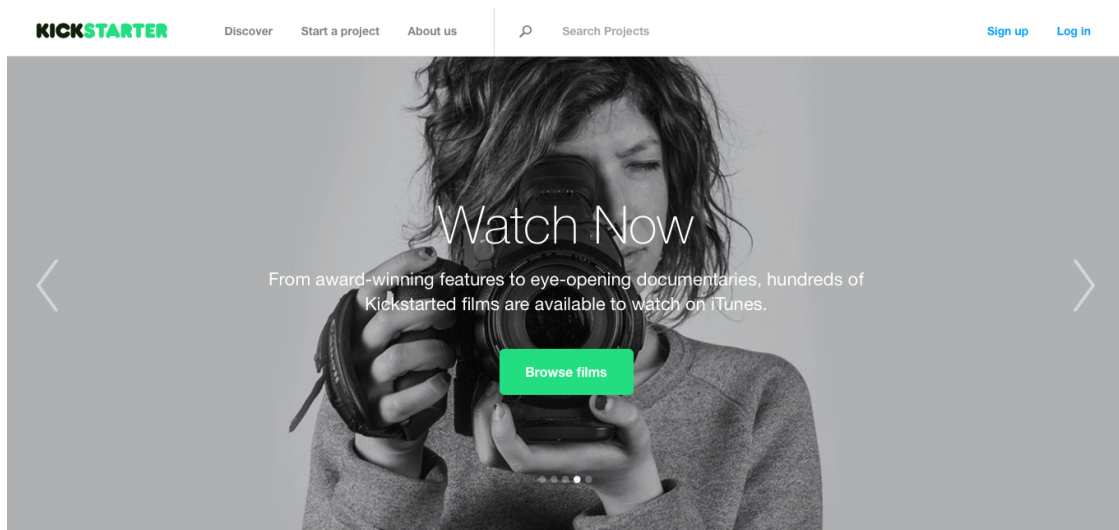 KICKSTARTER
Discover Start a project About us Search Projects Sign up Log in
Watch Now
From award-winning features to eye-opening documentaries, hundreds of
Kickstarted films are available to watch on iTunes.
Browse films